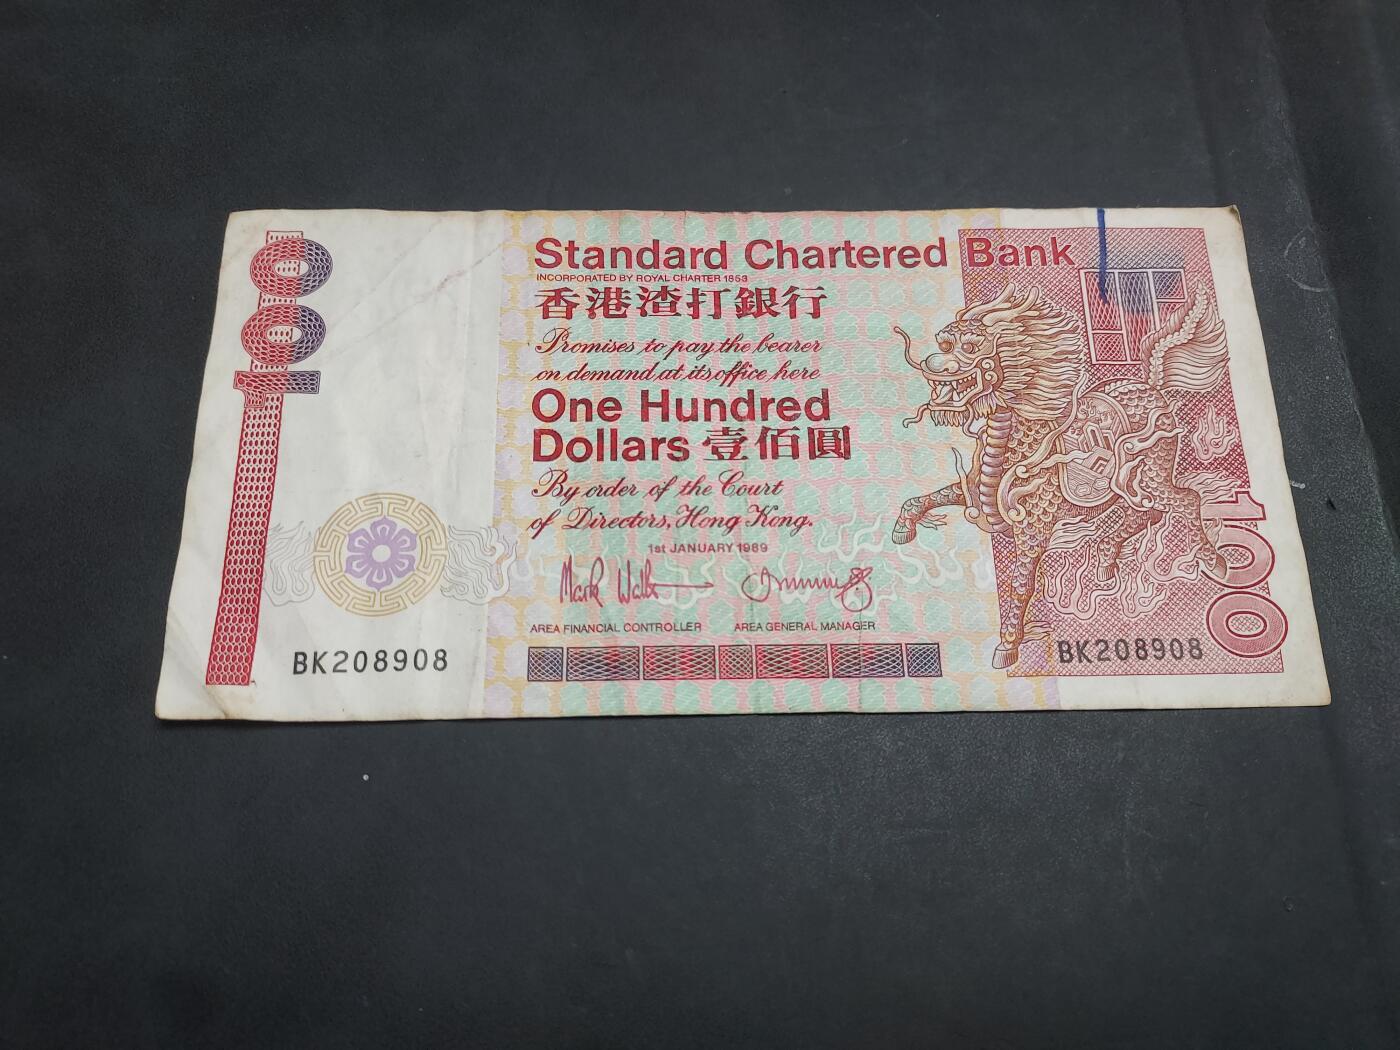 100
Standard Chartered Bank
INCORPORATED BY ROYAL CHARTER 1853
香港渣打銀行
Promises to pay the bearer
on demand at its office here
One Hundred
Dollars 壹佰圓
By order of the Court
of Directors, Hong Kong.
1st JANUARY 1989
Mark
AREA FINANCIAL CONTROLLER AREA GENERAL MANAGER
BK208908
BK208908
100